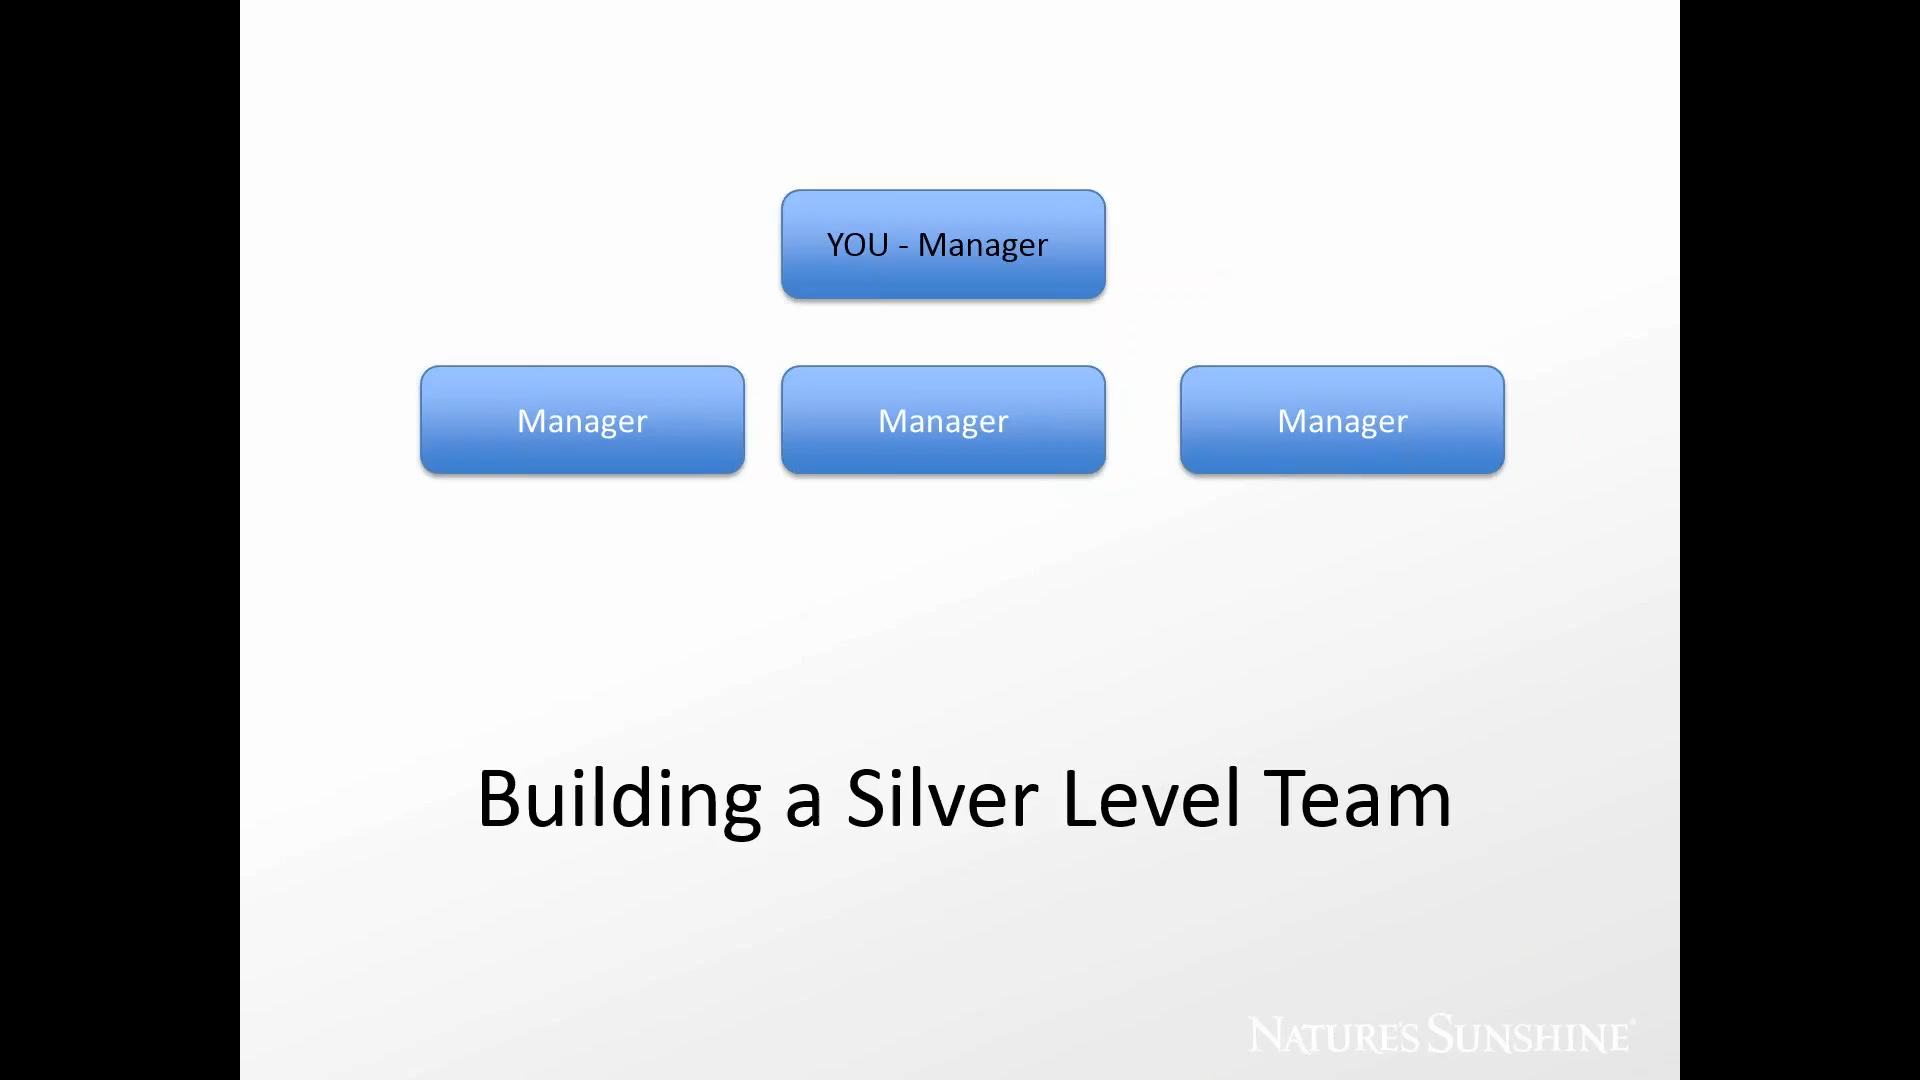 YOU - Manager
Manager Manager Manager
Building a Silver Level Team
NATURE'S SUNSHINE®